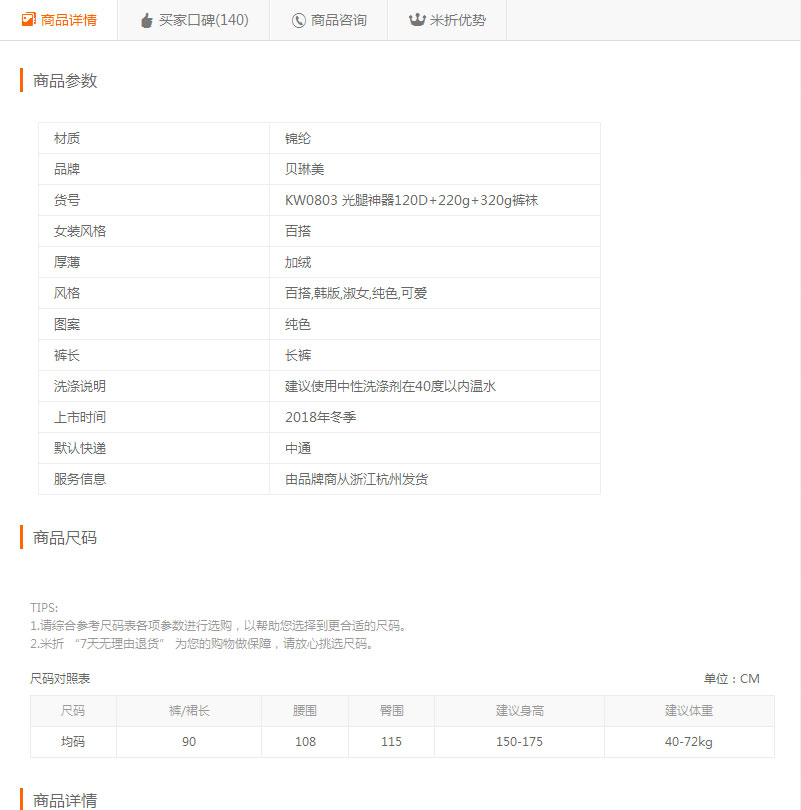 商品详情 买家口碑(140) 商品咨询 米折优势
商品参数
材质 锦纶
品牌 贝琳美
货号 KW0803 光腿神器120D+220g+320g裤袜
女装风格 百搭
厚薄 加绒
风格 百搭,韩版,淑女,纯色,可爱
图案 纯色
裤长 长裤
洗涤说明 建议使用中性洗涤剂在40度以内温水
上市时间 2018年冬季
默认快递 中通
服务信息 由品牌商从浙江杭州发货
商品尺码
TIPS:
1.请综合参考尺码表各项参数进行选购，以帮助您选择到更合适的尺码。
2.米折 “7天无理由退货” 为您的购物做保障，请放心挑选尺码。
尺码对照表 单位：CM
尺码 裤/裙长 腰围 臀围 建议身高 建议体重
均码 90 108 115 150-175 40-72kg
商品详情